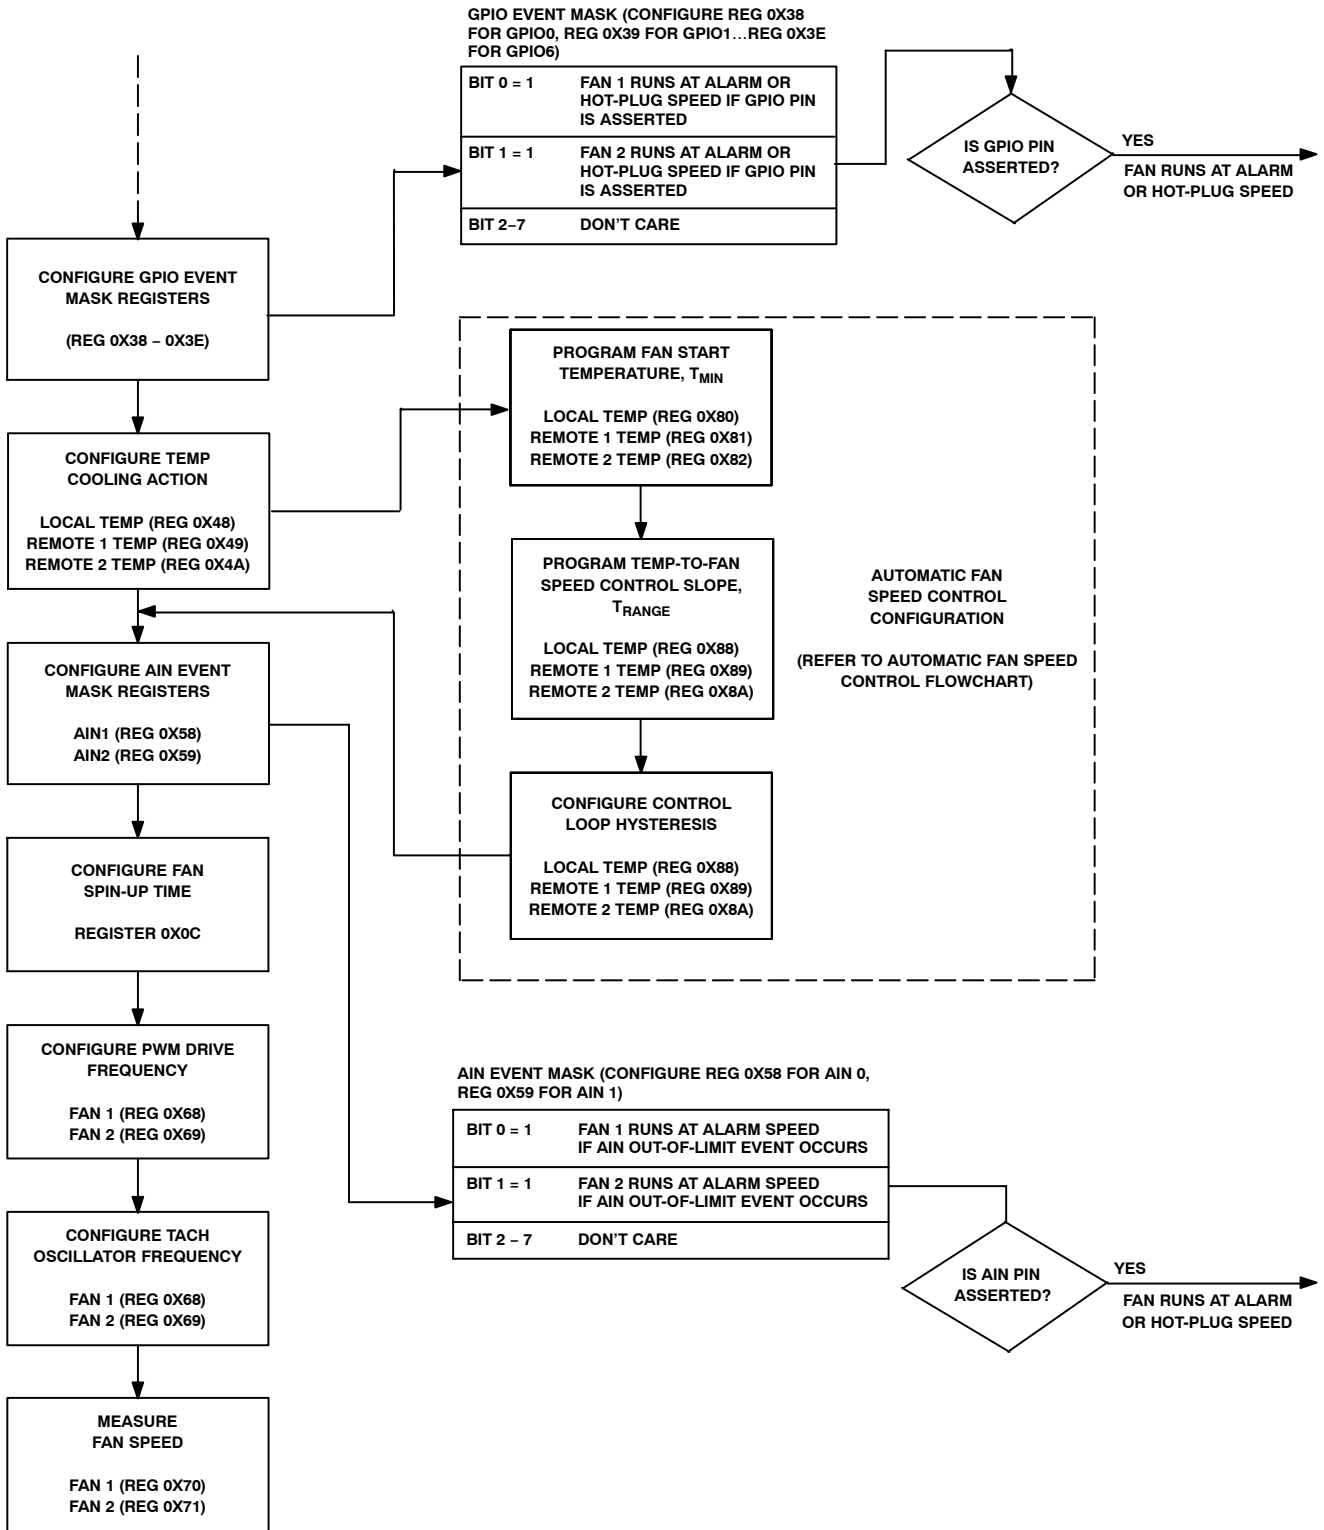 GPIO EVENT MASK (CONFIGURE REG 0X38
FOR GPIO0, REG 0X39 FOR GPIO1...REG 0X3E
FOR GPIO6)
BIT 0 = 1 FAN 1 RUNS AT ALARM OR
HOT-PLUG SPEED IF GPIO PIN
IS ASSERTED
BIT 1 = 1 FAN 2 RUNS AT ALARM OR
HOT-PLUG SPEED IF GPIO PIN
IS ASSERTED
BIT 2–7 DON'T CARE
IS GPIO PIN
ASSERTED?
YES
FAN RUNS AT ALARM
OR HOT-PLUG SPEED
CONFIGURE GPIO EVENT
MASK REGISTERS
(REG 0X38 – 0X3E)
CONFIGURE TEMP
COOLING ACTION
LOCAL TEMP (REG 0X48)
REMOTE 1 TEMP (REG 0X49)
REMOTE 2 TEMP (REG 0X4A)
PROGRAM FAN START
TEMPERATURE, TMIN
LOCAL TEMP (REG 0X80)
REMOTE 1 TEMP (REG 0X81)
REMOTE 2 TEMP (REG 0X82)
PROGRAM TEMP-TO-FAN
SPEED CONTROL SLOPE,
TRANGE
LOCAL TEMP (REG 0X88)
REMOTE 1 TEMP (REG 0X89)
REMOTE 2 TEMP (REG 0X8A)
CONFIGURE CONTROL
LOOP HYSTERESIS
LOCAL TEMP (REG 0X88)
REMOTE 1 TEMP (REG 0X89)
REMOTE 2 TEMP (REG 0X8A)
AUTOMATIC FAN
SPEED CONTROL
CONFIGURATION
(REFER TO AUTOMATIC FAN SPEED
CONTROL FLOWCHART)
CONFIGURE AIN EVENT
MASK REGISTERS
AIN1 (REG 0X58)
AIN2 (REG 0X59)
CONFIGURE FAN
SPIN-UP TIME
REGISTER 0X0C
CONFIGURE PWM DRIVE
FREQUENCY
FAN 1 (REG 0X68)
FAN 2 (REG 0X69)
CONFIGURE TACH
OSCILLATOR FREQUENCY
FAN 1 (REG 0X68)
FAN 2 (REG 0X69)
MEASURE
FAN SPEED
FAN 1 (REG 0X70)
FAN 2 (REG 0X71)
AIN EVENT MASK (CONFIGURE REG 0X58 FOR AIN 0,
REG 0X59 FOR AIN 1)
BIT 0 = 1 FAN 1 RUNS AT ALARM SPEED
IF AIN OUT-OF-LIMIT EVENT OCCURS
BIT 1 = 1 FAN 2 RUNS AT ALARM SPEED
IF AIN OUT-OF-LIMIT EVENT OCCURS
BIT 2 – 7 DON'T CARE
IS AIN PIN
ASSERTED?
YES
FAN RUNS AT ALARM
OR HOT-PLUG SPEED